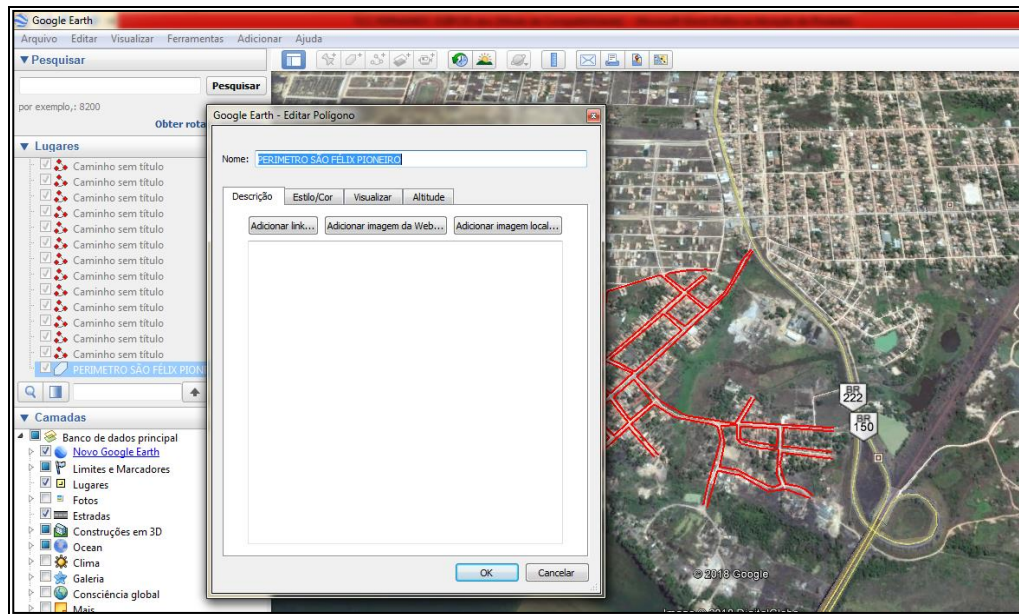 Google Earth
Arquivo Editar Visualizar Ferramentas Adicionar Ajuda
Pesquisar
Pesquisar
por exemplo,: 8200
Obter rota
Lugares
Caminho sem título
Caminho sem título
Caminho sem título
Caminho sem título
Caminho sem título
Caminho sem título
Caminho sem título
Caminho sem título
Caminho sem título
Caminho sem título
Caminho sem título
Caminho sem título
Caminho sem título
PERIMETRO SÃO FÉLIX PION
Camadas
Banco de dados principal
Novo Google Earth
Limites e Marcadores
Lugares
Fotos
Estradas
Construções em 3D
Ocean
Clima
Galeria
Consciência global
Mais
Google Earth - Editar Polígono
Nome: PERIMETRO SÃO FÉLIX PIONEIRO
Descrição Estilo/Cor Visualizar Altitude
Adicionar link... Adicionar imagem da Web... Adicionar imagem local...
OK Cancelar
BR
222
BR
150
© 2018 Google
Image © 2018 DigitalGlobe